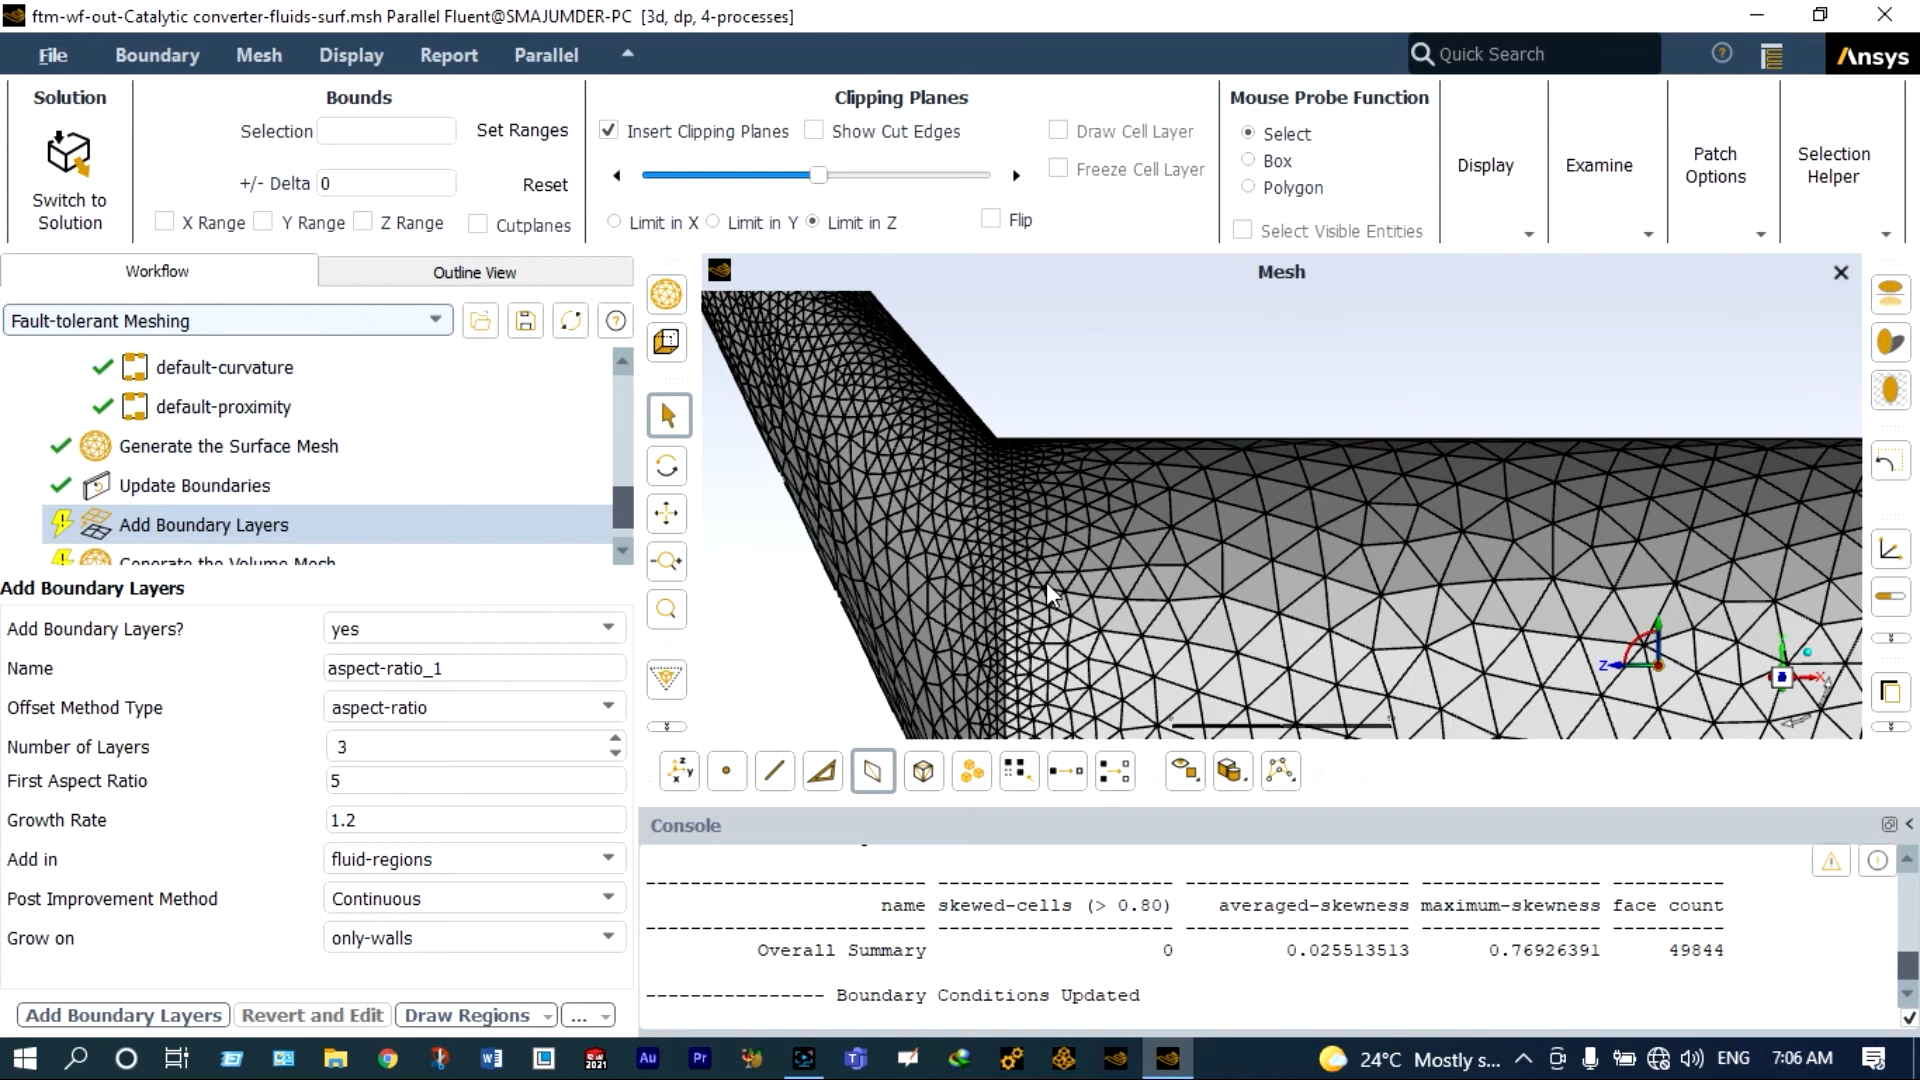 ftm-wf-out-Catalytic converter-fluids-surf.msh Parallel Fluent@SMAJUMDER-PC [3d, dp, 4-processes]
File Boundary Mesh Display Report Parallel
Quick Search
Ansys
Solution
Switch to
Solution
Bounds
Selection Set Ranges
+/- Delta 0 Reset
X Range Y Range Z Range Cutplanes
Clipping Planes
Insert Clipping Planes Show Cut Edges Draw Cell Layer
Freeze Cell Layer
Limit in X Limit in Y Limit in Z Flip
Mouse Probe Function
Select
Box
Polygon
Select Visible Entities
Display
Examine
Patch
Options
Selection
Helper
Workflow Outline View
Fault-tolerant Meshing
default-curvature
default-proximity
Generate the Surface Mesh
Update Boundaries
Add Boundary Layers
Generate the Volume Mesh
Add Boundary Layers
Add Boundary Layers? yes
Name aspect-ratio_1
Offset Method Type aspect-ratio
Number of Layers 3
First Aspect Ratio 5
Growth Rate 1.2
Add in fluid-regions
Post Improvement Method Continuous
Grow on only-walls
Add Boundary Layers Revert and Edit Draw Regions ...
Mesh
Z
Y
X
z
y
x
Console
------------------------- --------------------- -------------------- ---------------- ----------
name skewed-cells (> 0.80) averaged-skewness maximum-skewness face count
------------------------- --------------------- -------------------- ---------------- ----------
Overall Summary 0 0.025513513 0.76926391 49844
---------------- Boundary Conditions Updated
SW
2021
Au
Pr
24°C Mostly s... ENG 7:06 AM